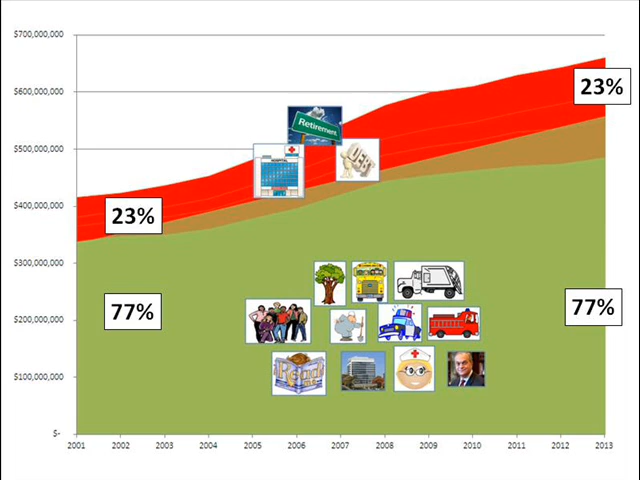 $700,000,000
$600,000,000
$500,000,000
$400,000,000
$300,000,000
$200,000,000
$100,000,000
$-
2001 2002 2003 2004 2005 2006 2007 2008 2009 2010 2011 2012 2013
23%
23%
77%
77%
Retirement
HOSPITAL
DEBT
Read